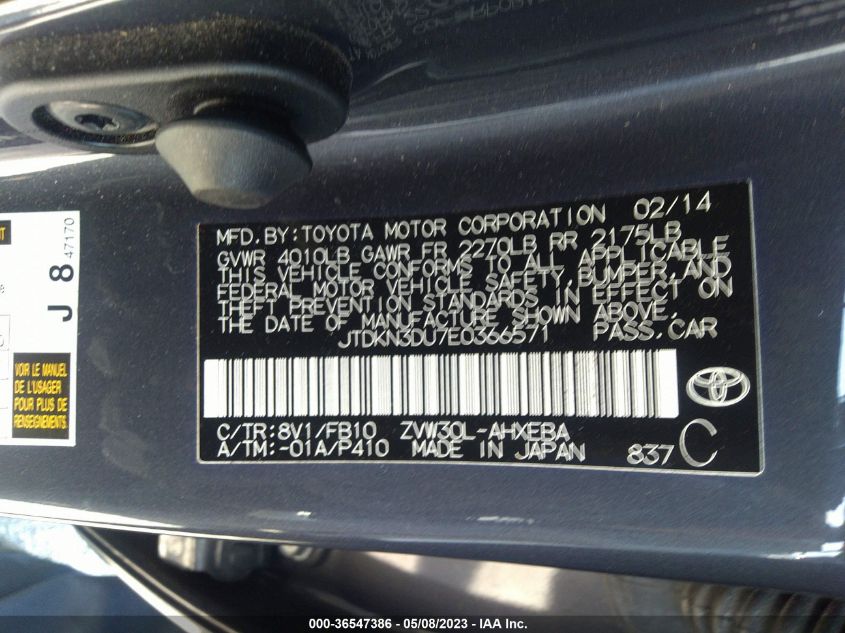 MFD.BY:TOYOTA MOTOR CORPORATION 02/14
GVWR 4010LB GAWR FR 2270LB RR 2175LB
THIS VEHICLE CONFORMS TO ALL APPLICABLE
FEDERAL MOTOR VEHICLE SAFETY,BUMPER,AND
THEFT PREVENTION STANDARDS IN EFFECT ON
THE DATE OF MANUFACTURE SHOWN ABOVE.
JTDKN3DU7E0366571 PASS.CAR
C/TR:8V1/FB10 ZVW30L-AHXEBA
A/TM:-01A/P410 MADE IN JAPAN 837 C
J 8 47170
VOIR LE MANUEL
DE L'USAGER
POUR PLUS DE
RENSEIGNEMENTS
000-36547386 - 05/08/2023 - IAA Inc.